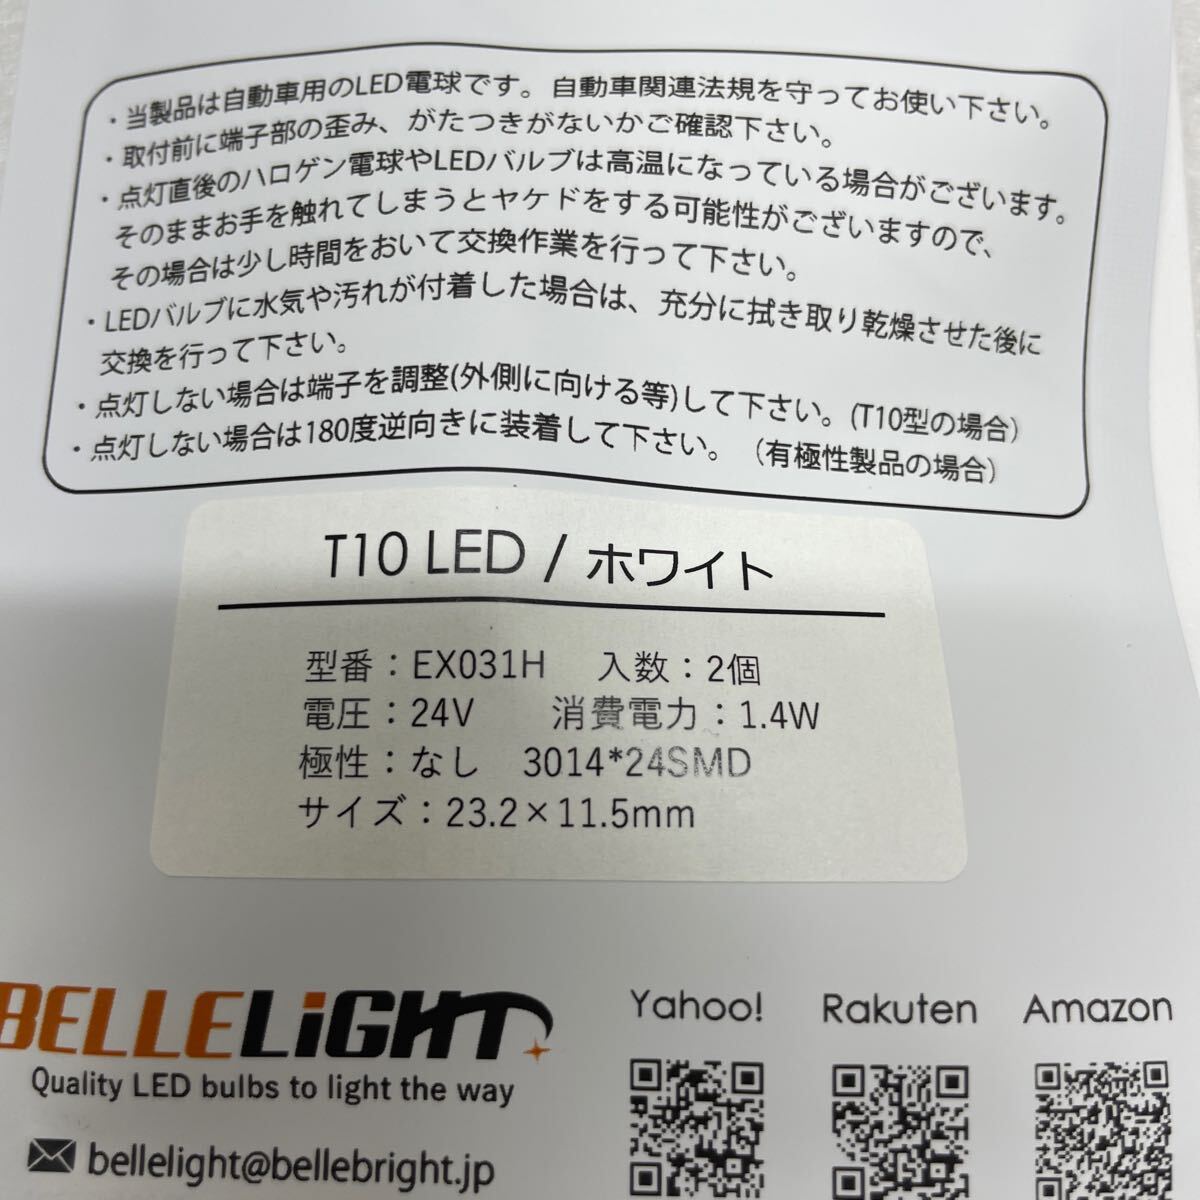 ・当製品は自動車用のLED電球です。自動車関連法規を守ってお使い下さい。
・取付前に端子部の歪み、がたつきがないかご確認下さい。
・点灯直後のハロゲン電球やLEDバルブは高温になっている場合がございます。
そのままお手を触れてしまうとヤケドをする可能性がございますので、
その場合は少し時間をおいて交換作業を行って下さい。
・LEDバルブに水気や汚れが付着した場合は、充分に拭き取り乾燥させた後に
交換を行って下さい。
・点灯しない場合は端子を調整(外側に向ける等)して下さい。(T10型の場合)
・点灯しない場合は180度逆向きに装着して下さい。（有極性製品の場合）
T10 LED / ホワイト
型番：EX031H 入数：2個
電圧：24V 消費電力：1.4W
極性：なし 3014*24SMD
サイズ：23.2×11.5mm
BELLELiGHT
Quality LED bulbs to light the way
bellelight@bellebright.jp
Yahoo! Rakuten Amazon